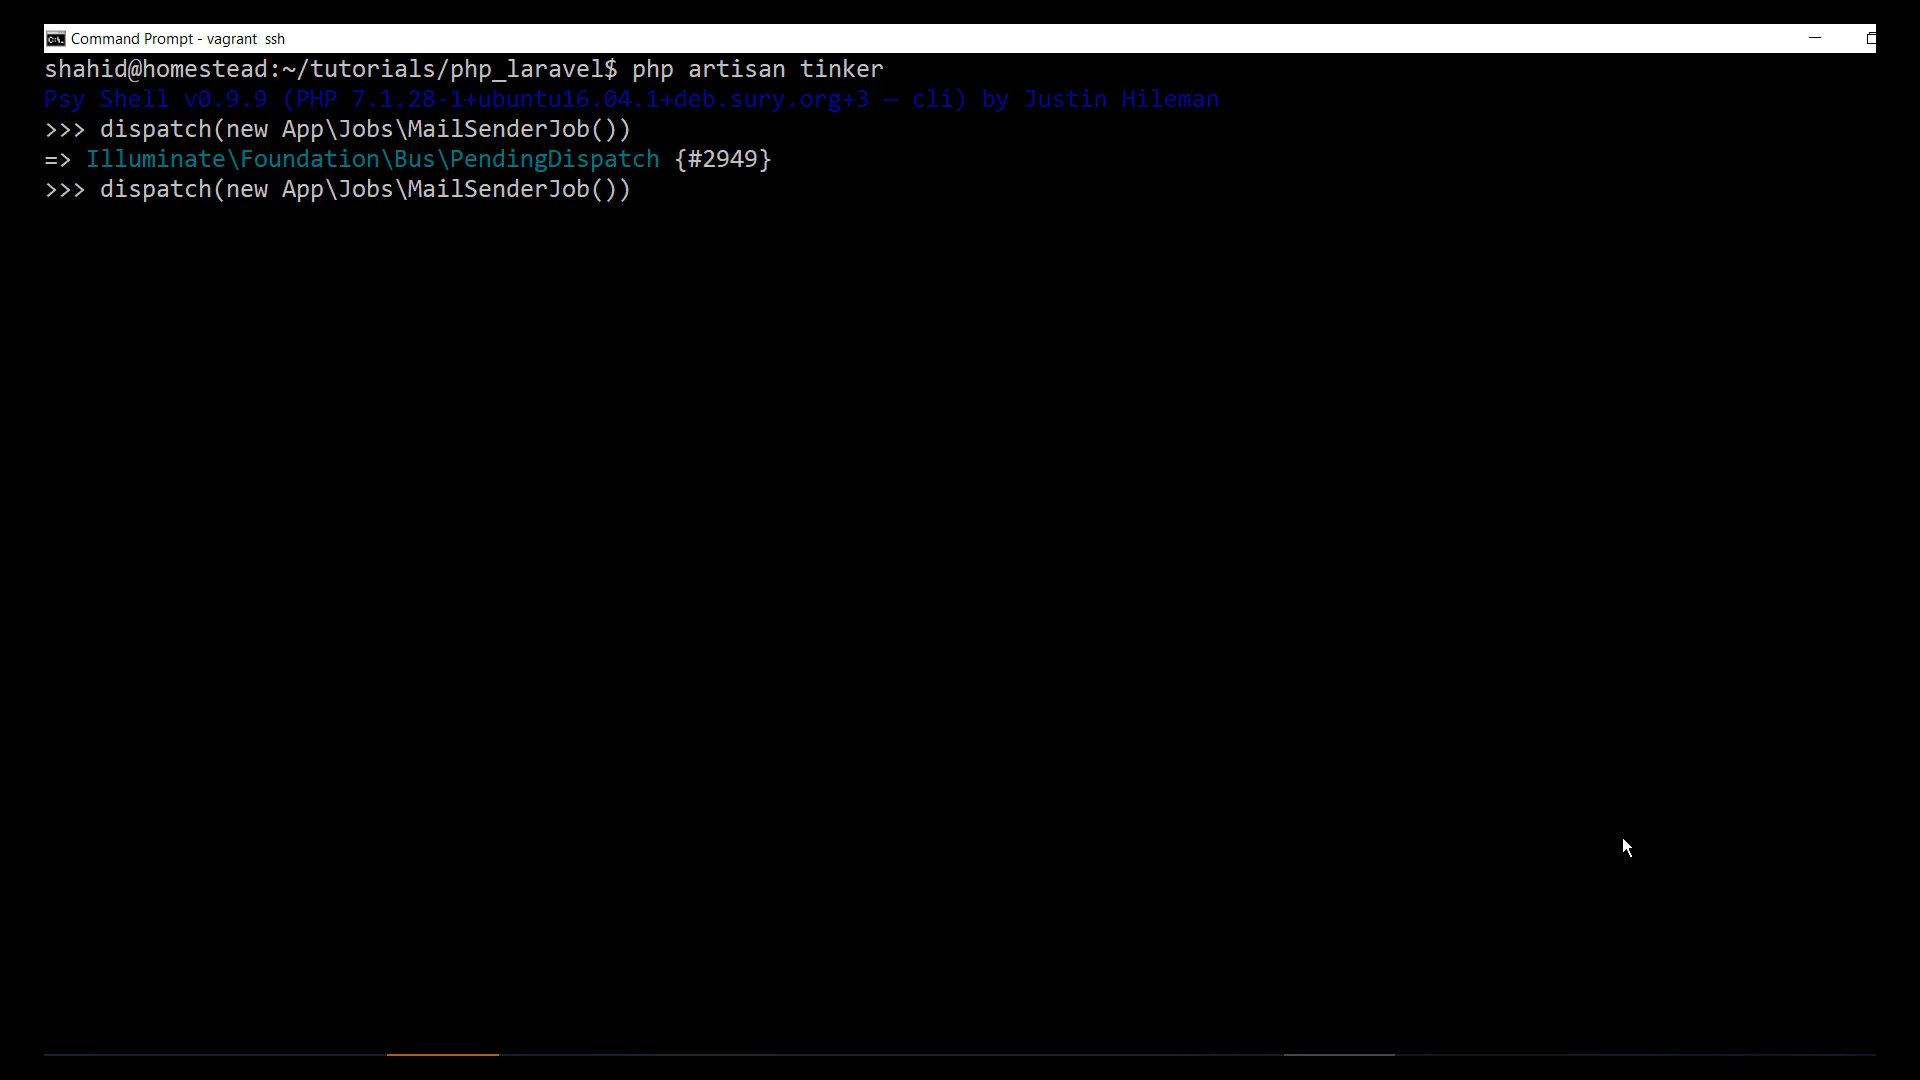 Command Prompt - vagrant  ssh
shahid@homestead:~/tutorials/php_laravel$ php artisan tinker
Psy Shell v0.9.9 (PHP 7.1.28-1+ubuntu16.04.1+deb.sury.org+3 — cli) by Justin Hileman
>>> dispatch(new App\Jobs\MailSenderJob())
=> Illuminate\Foundation\Bus\PendingDispatch {#2949}
>>> dispatch(new App\Jobs\MailSenderJob())